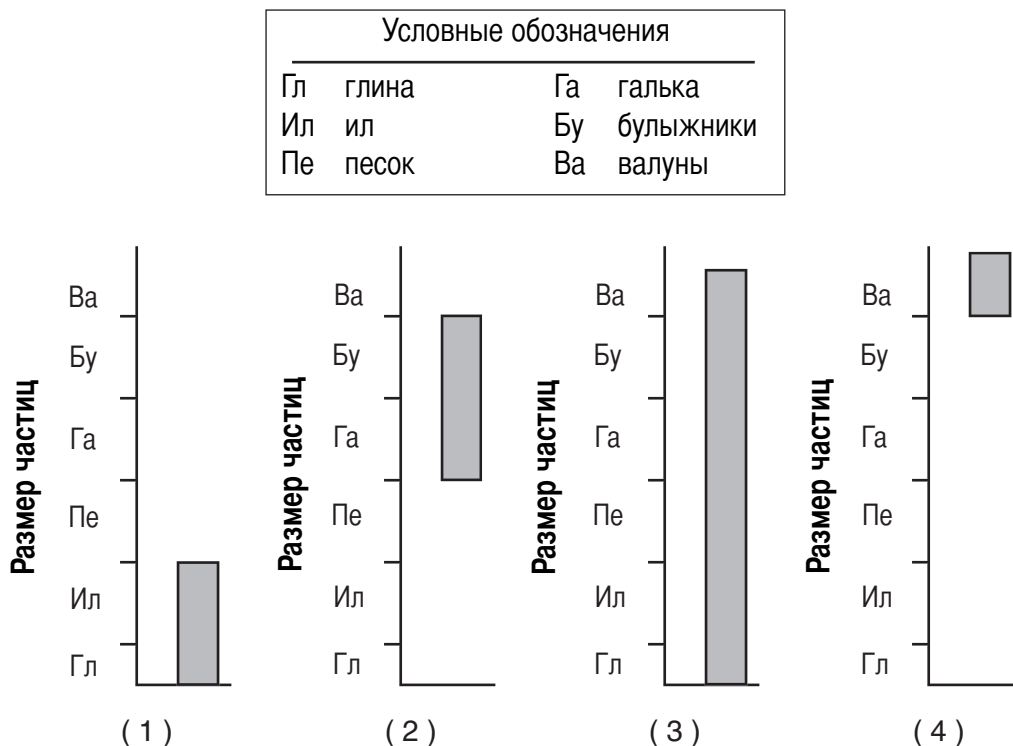 Условные обозначения
Гл глина Га галька
Ил ил Бу булыжники
Пе песок Ва валуны
Размер частиц
Ва
Бу
Га
Пе
Ил
Гл
( 1 )
Размер частиц
Ва
Бу
Га
Пе
Ил
Гл
( 2 )
Размер частиц
Ва
Бу
Га
Пе
Ил
Гл
( 3 )
Размер частиц
Ва
Бу
Га
Пе
Ил
Гл
( 4 )